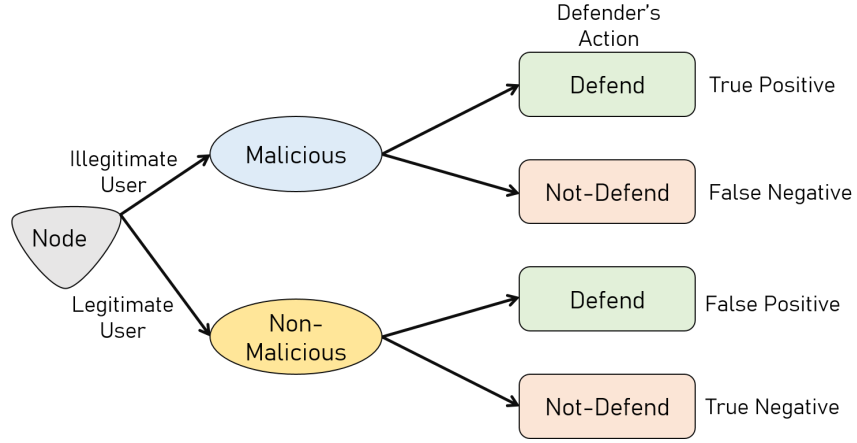 Defender's
Action
Defend
True Positive
Illegitimate
User
Malicious
Not-Defend
False Negative
Node
Legitimate
User
Non-
Malicious
Defend
False Positive
Not-Defend
True Negative